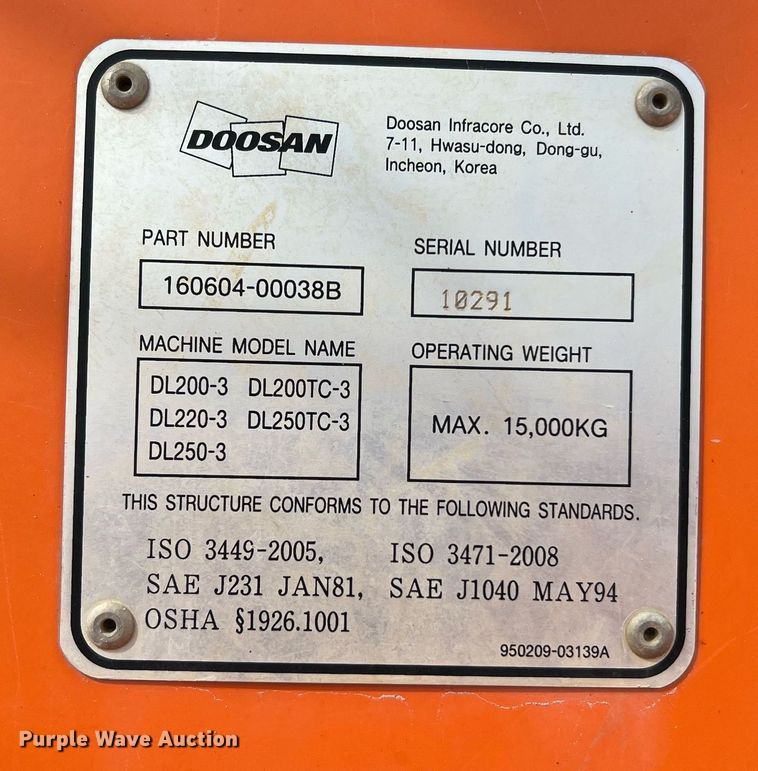 DOOSAN
Doosan Infracore Co., Ltd.
7-11, Hwasu-dong, Dong-gu,
Incheon, Korea
PART NUMBER
160604-00038B
SERIAL NUMBER
10291
MACHINE MODEL NAME
DL200-3 DL200TC-3
DL220-3 DL250TC-3
DL250-3
OPERATING WEIGHT
MAX. 15,000KG
THIS STRUCTURE CONFORMS TO THE FOLLOWING STANDARDS.
ISO 3449-2005, ISO 3471-2008
SAE J231 JAN81, SAE J1040 MAY94
OSHA §1926.1001
950209-03139A
Purple Wave Auction